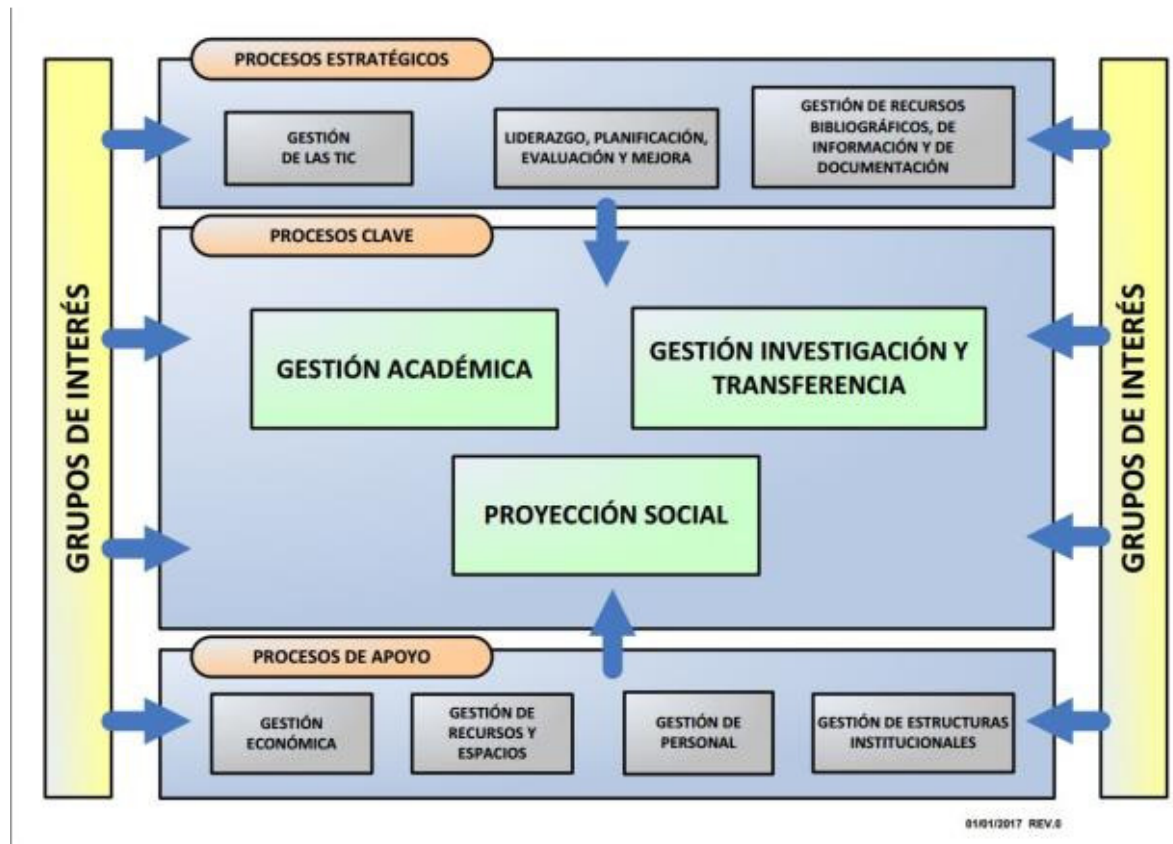 PROCESOS ESTRATÉGICOS
GESTIÓN
DE LAS TIC
LIDERAZGO, PLANIFICACIÓN,
EVALUACIÓN Y MEJORA
GESTIÓN DE RECURSOS
BIBLIOGRÁFICOS, DE
INFORMACIÓN Y DE
DOCUMENTACIÓN
GRUPOS DE INTERÉS
PROCESOS CLAVE
GESTIÓN ACADÉMICA
GESTIÓN INVESTIGACIÓN Y
TRANSFERENCIA
PROYECCIÓN SOCIAL
GRUPOS DE INTERÉS
PROCESOS DE APOYO
GESTIÓN
ECONÓMICA
GESTIÓN DE
RECURSOS Y
ESPACIOS
GESTIÓN DE
PERSONAL
GESTIÓN DE ESTRUCTURAS
INSTITUCIONALES
01/01/2017 REV.0